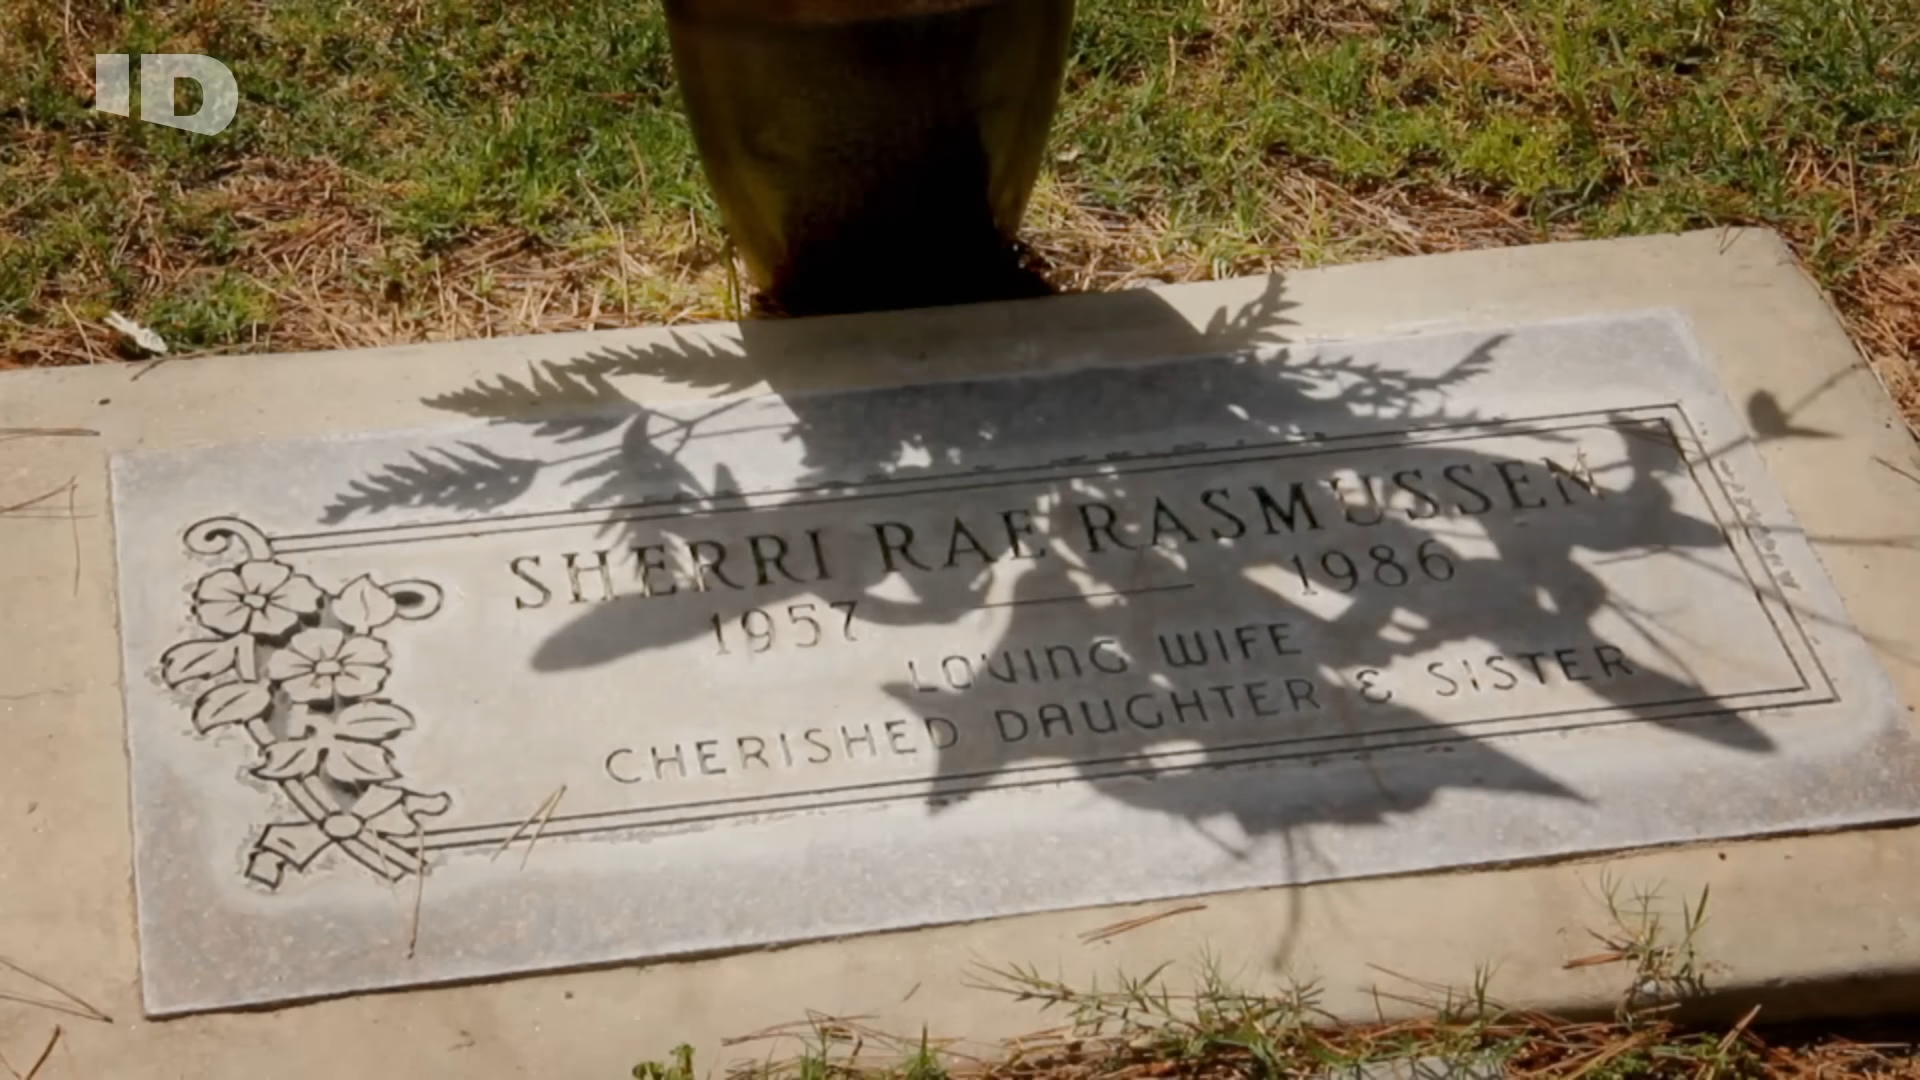 ID
SHERRI RAE RASMUSSEN
1957 — 1986
LOVING WIFE
CHERISHED DAUGHTER & SISTER